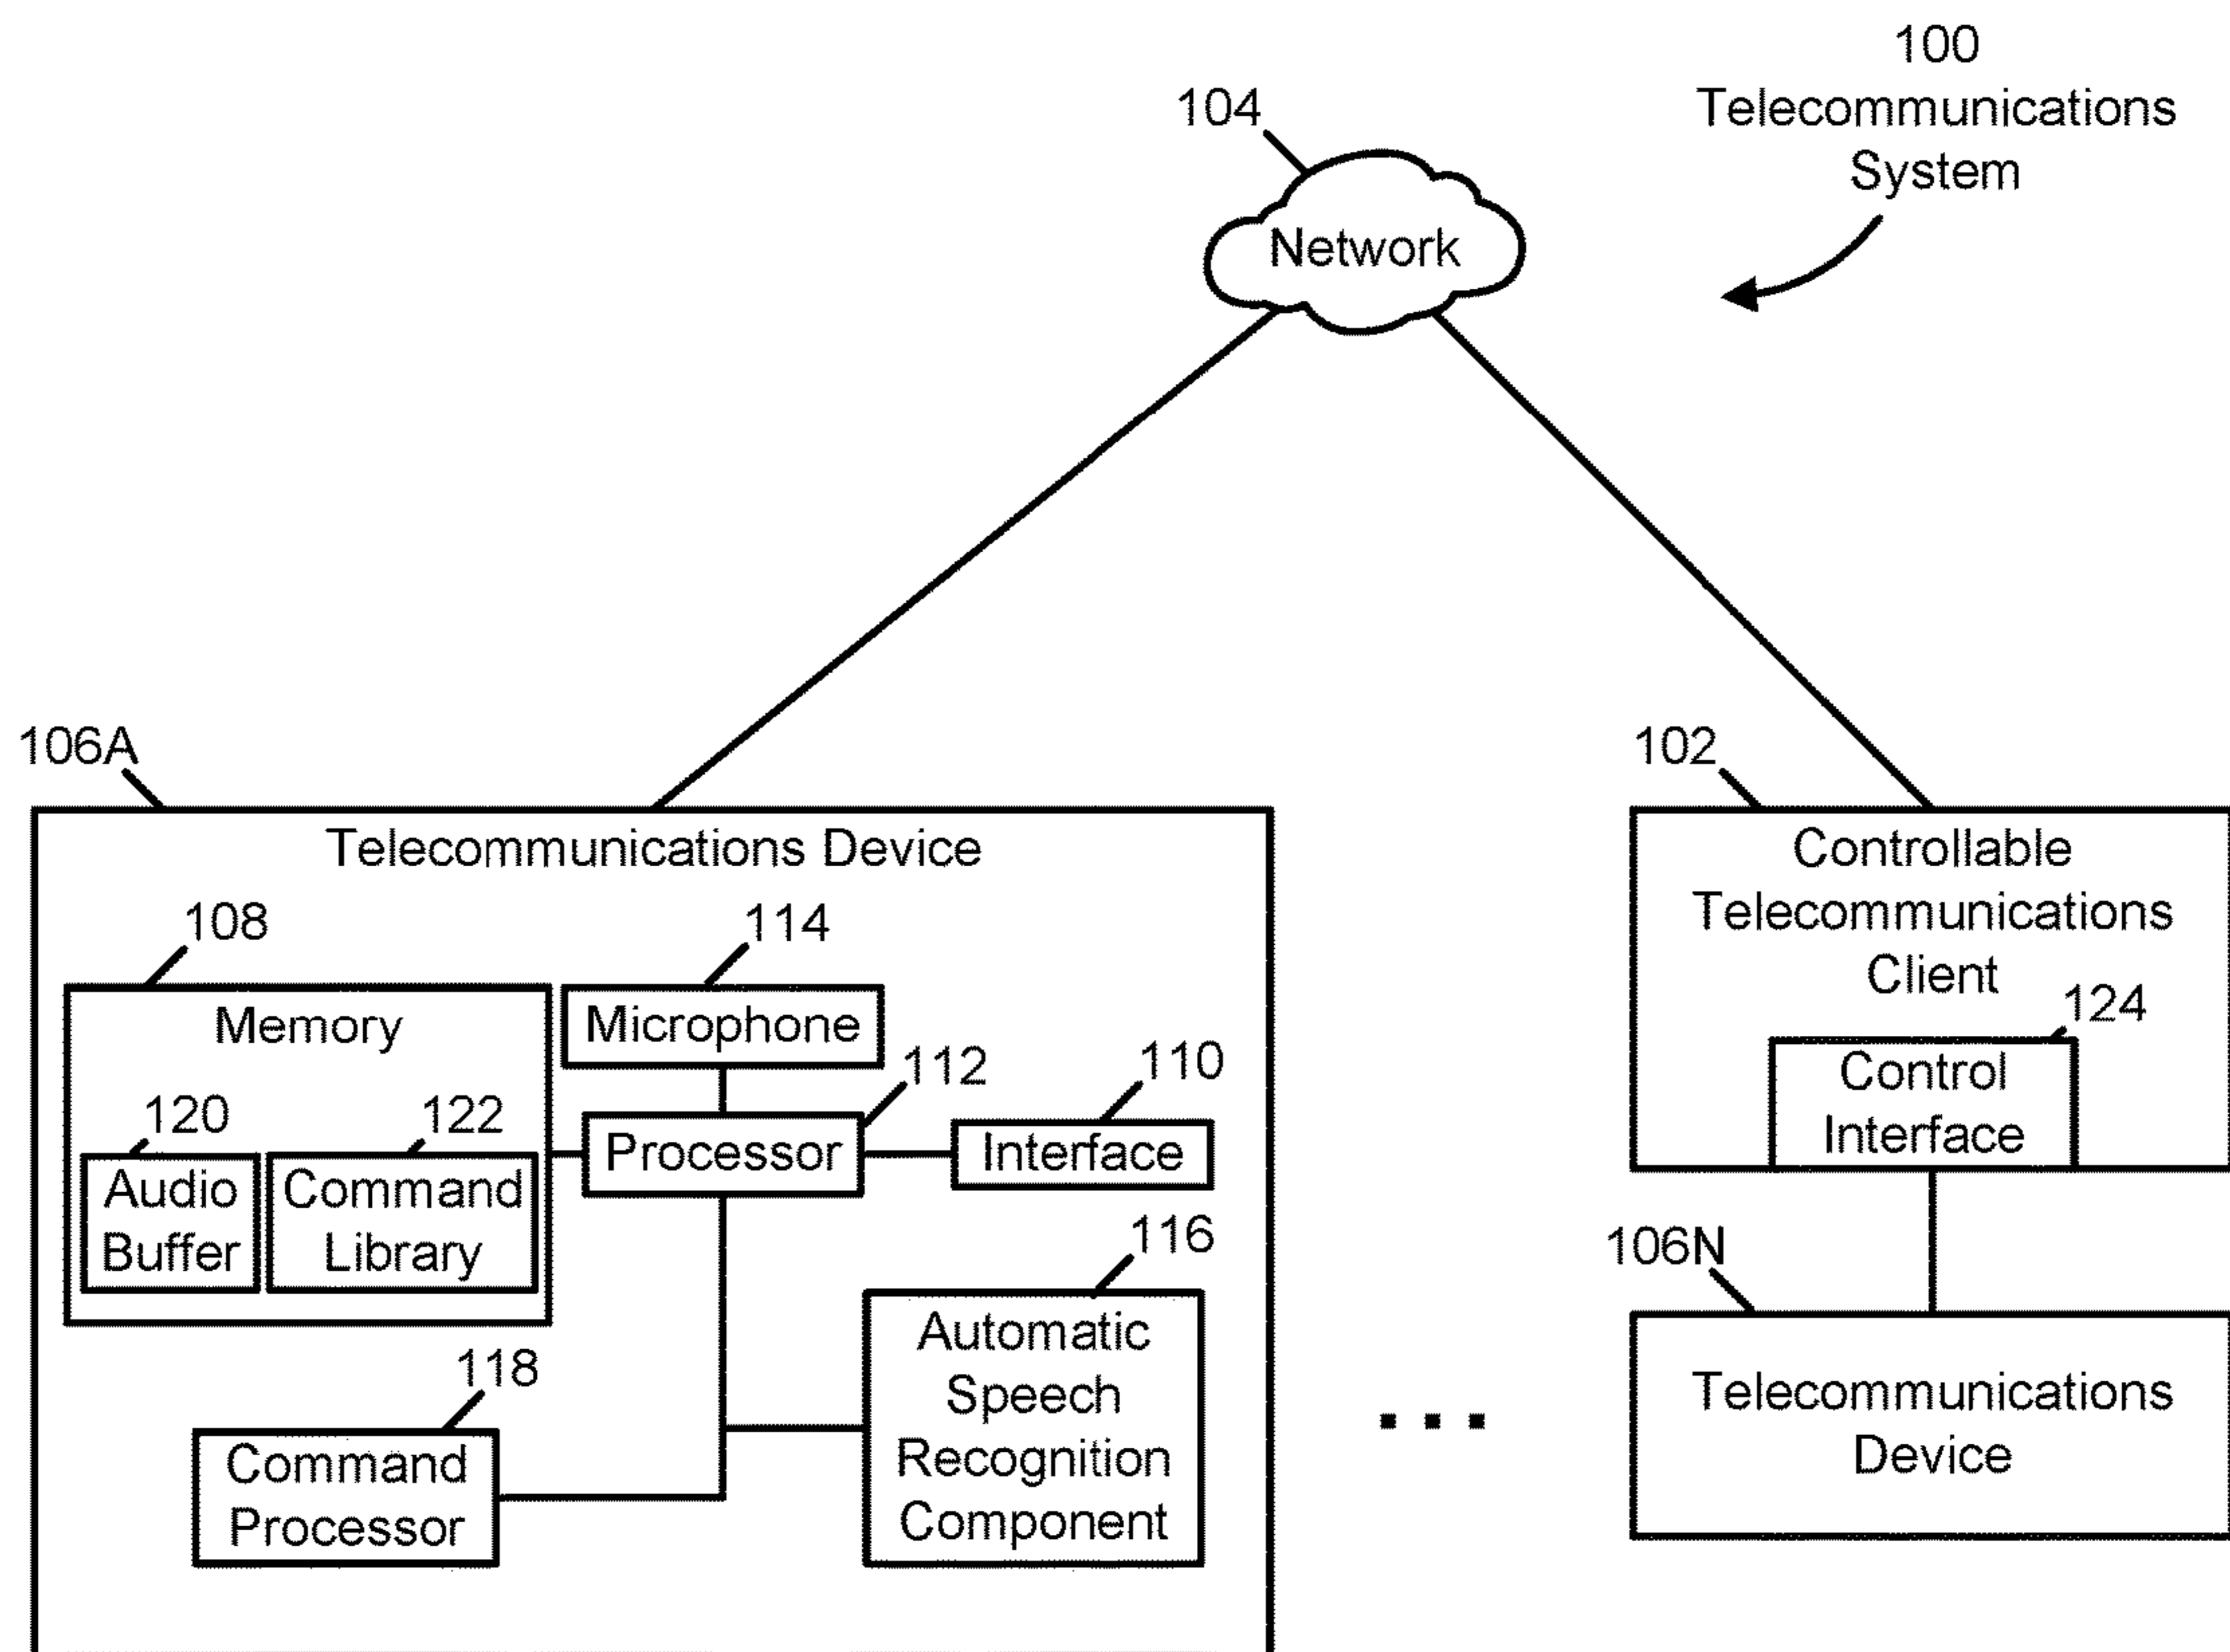 100
Telecommunications
System
104
Network
106A
Telecommunications Device
108
Memory
120
Audio
Buffer
122
Command
Library
114
Microphone
112
Processor
110
Interface
116
Automatic
Speech
Recognition
Component
118
Command
Processor
...
102
Controllable
Telecommunications
Client
124
Control
Interface
106N
Telecommunications
Device